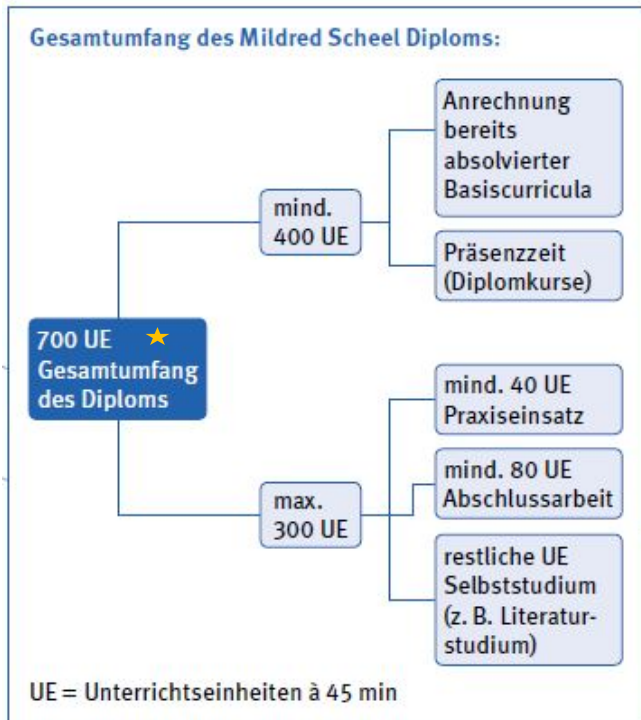 Gesamtumfang des Mildred Scheel Diploms:
Anrechnung
bereits
absolvierter
Basiscurricula
mind.
400 UE
Präsenzzeit
(Diplomkurse)
700 UE
Gesamtumfang
des Diploms
mind. 40 UE
Praxiseinsatz
mind. 80 UE
Abschlussarbeit
max.
300 UE
restliche UE
Selbststudium
(z. B. Literatur-
studium)
UE = Unterrichtseinheiten à 45 min